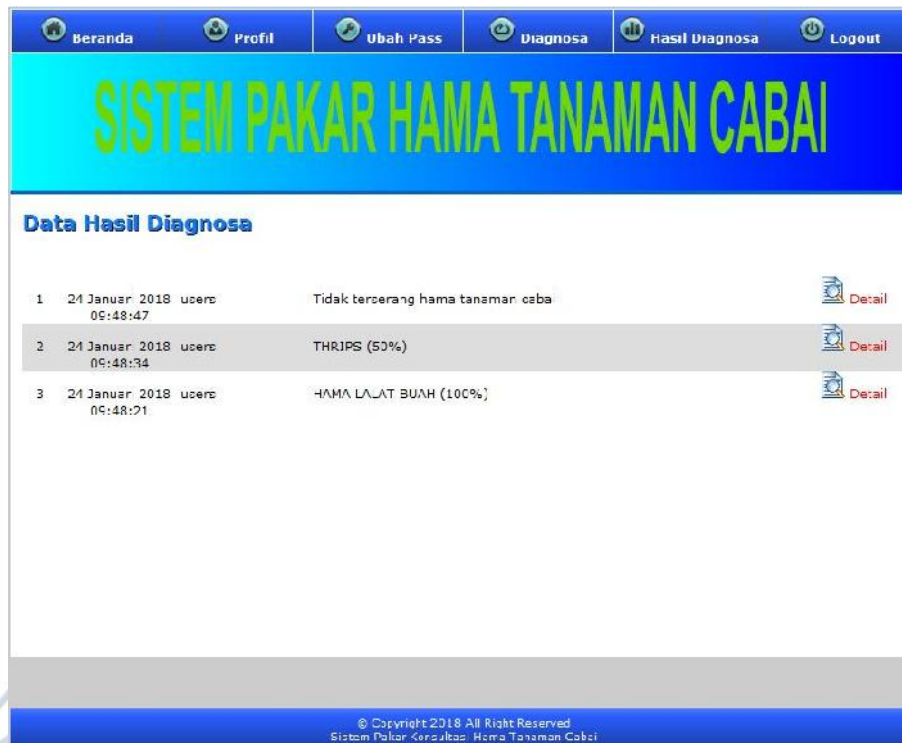 Beranda Profil Ubah Pass Diagnosa Hasil Diagnosa Logout
SISTEM PAKAR HAMA TANAMAN CABAI
Data Hasil Diagnosa
1 24 Januari 2018 users Tidak terserang hama tanaman cabai Detail
09:48:47
2 24 Januari 2018 users THRIPS (50%) Detail
09:48:34
3 24 Januari 2018 users HAMA LALAT BUAH (100%) Detail
09:48:21
© Copyright 2018 All Right Reserved
Sistem Pakar Konsultasi Hama Tanaman Cabai